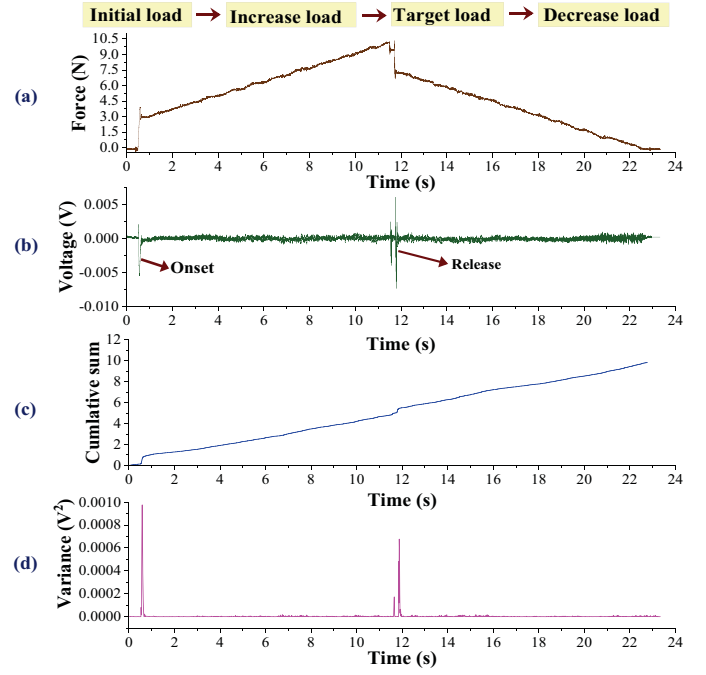 Initial load → Increase load → Target load → Decrease load
(a)
Force (N)
10.5
9.0
7.5
6.0
4.5
3.0
1.5
0.0
0 2 4 6 8 10 12 14 16 18 20 22 24
Time (s)
(b)
Voltage (V)
0.005
0.000
-0.005
-0.010
Onset
Release
0 2 4 6 8 10 12 14 16 18 20 22 24
Time (s)
(c)
Cumlative sum
12
10
8
6
4
2
0
0 2 4 6 8 10 12 14 16 18 20 22 24
Time (s)
(d)
Variance (V²)
0.0010
0.0008
0.0006
0.0004
0.0002
0.0000
0 2 4 6 8 10 12 14 16 18 20 22 24
Time (s)